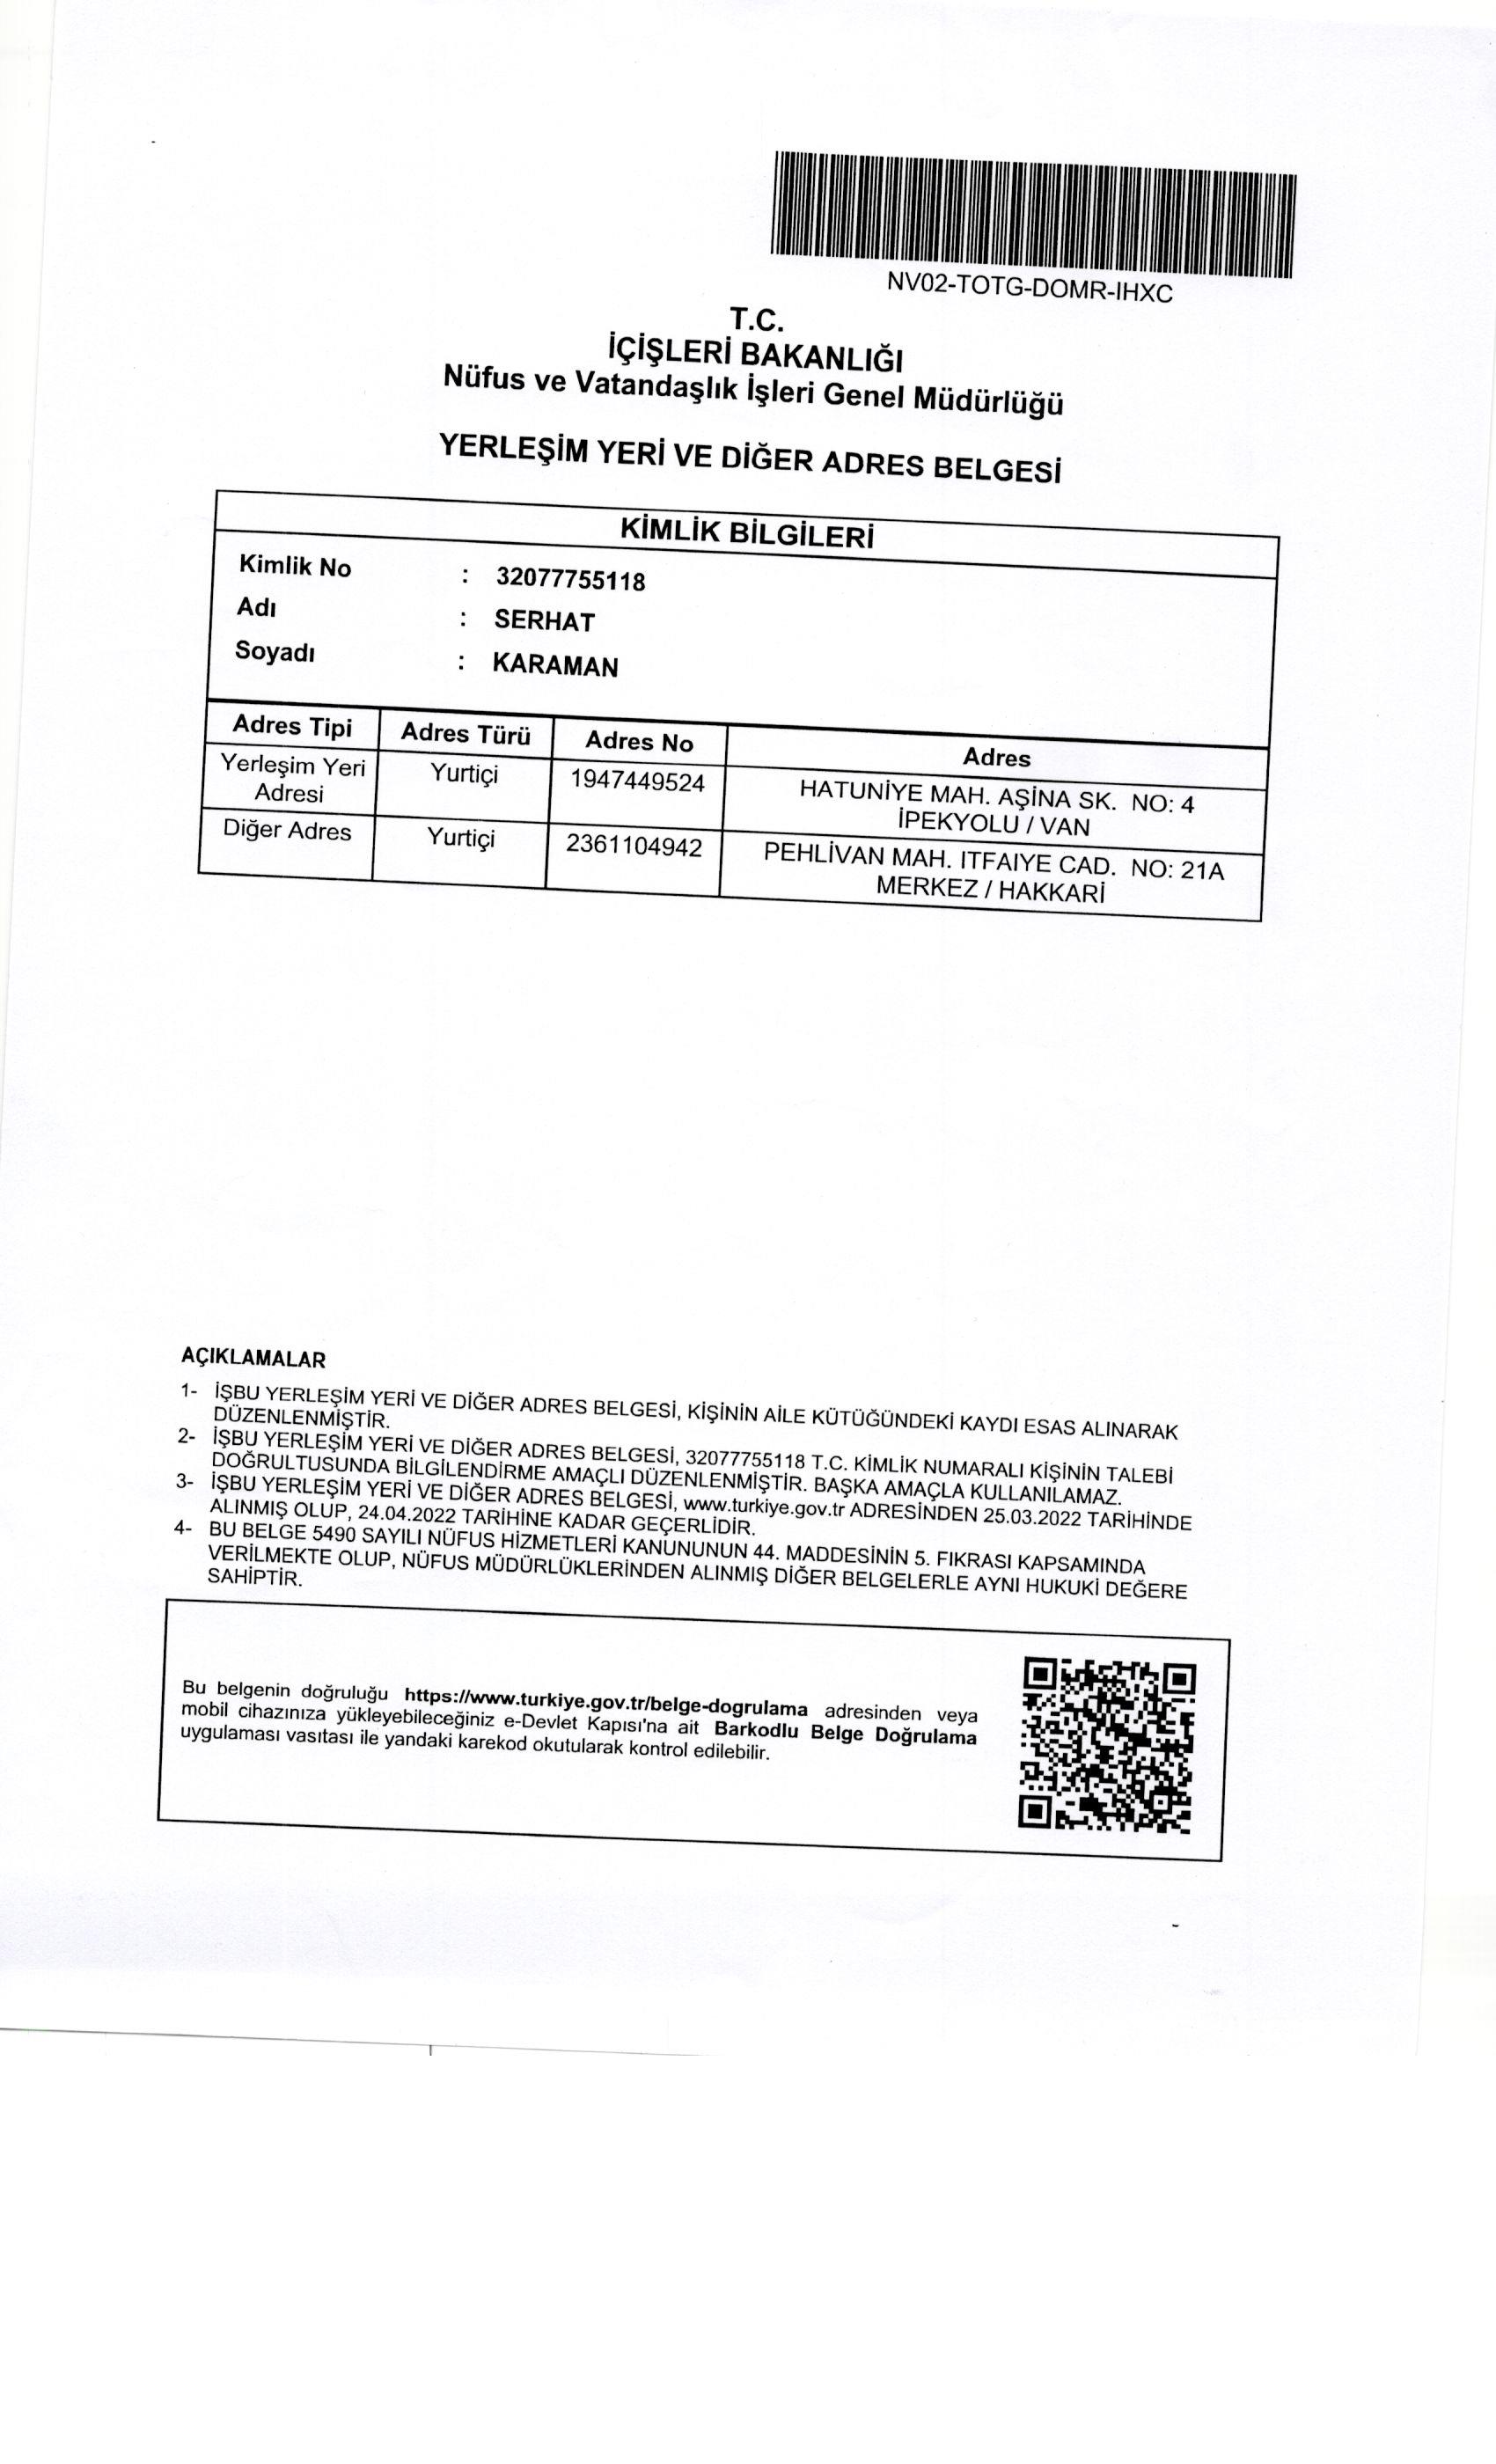 NV02-TOTG-DOMR-IHXC
T.C.
İÇİŞLERİ BAKANLIĞI
Nüfus ve Vatandaşlık İşleri Genel Müdürlüğü
YERLEŞİM YERİ VE DİĞER ADRES BELGESİ
KİMLİK BİLGİLERİ
Kimlik No : 32077755118
Adı : SERHAT
Soyadı : KARAMAN
Adres Tipi Adres Türü Adres No Adres
Yerleşim Yeri Adresi Yurtiçi 1947449524 HATUNİYE MAH. AŞİNA SK. NO: 4 İPEKYOLU / VAN
Diğer Adres Yurtiçi 2361104942 PEHLİVAN MAH. ITFAIYE CAD. NO: 21A MERKEZ / HAKKARİ
AÇIKLAMALAR
1- İŞBU YERLEŞİM YERİ VE DİĞER ADRES BELGESİ, KİŞİNİN AİLE KÜTÜĞÜNDEKİ KAYDI ESAS ALINARAK
DÜZENLENMİŞTİR.
2- İŞBU YERLEŞİM YERİ VE DİĞER ADRES BELGESİ, 32077755118 T.C. KİMLİK NUMARALI KİŞİNİN TALEBİ
DOĞRULTUSUNDA BİLGİLENDİRME AMAÇLI DÜZENLENMİŞTİR. BAŞKA AMAÇLA KULLANILAMAZ.
3- İŞBU YERLEŞİM YERİ VE DİĞER ADRES BELGESİ, www.turkiye.gov.tr ADRESİNDEN 25.03.2022 TARİHİNDE
ALINMIŞ OLUP, 24.04.2022 TARİHİNE KADAR GEÇERLİDİR.
4- BU BELGE 5490 SAYILI NÜFUS HİZMETLERİ KANUNUNUN 44. MADDESİNİN 5. FIKRASI KAPSAMINDA
VERİLMEKTE OLUP, NÜFUS MÜDÜRLÜKLERİNDEN ALINMIŞ DİĞER BELGELERLE AYNI HUKUKİ DEĞERE
SAHİPTİR.
Bu belgenin doğruluğu https://www.turkiye.gov.tr/belge-dogrulama adresinden veya
mobil cihazınıza yükleyebileceğiniz e-Devlet Kapısı'na ait Barkodlu Belge Doğrulama
uygulaması vasıtası ile yandaki karekod okutularak kontrol edilebilir.